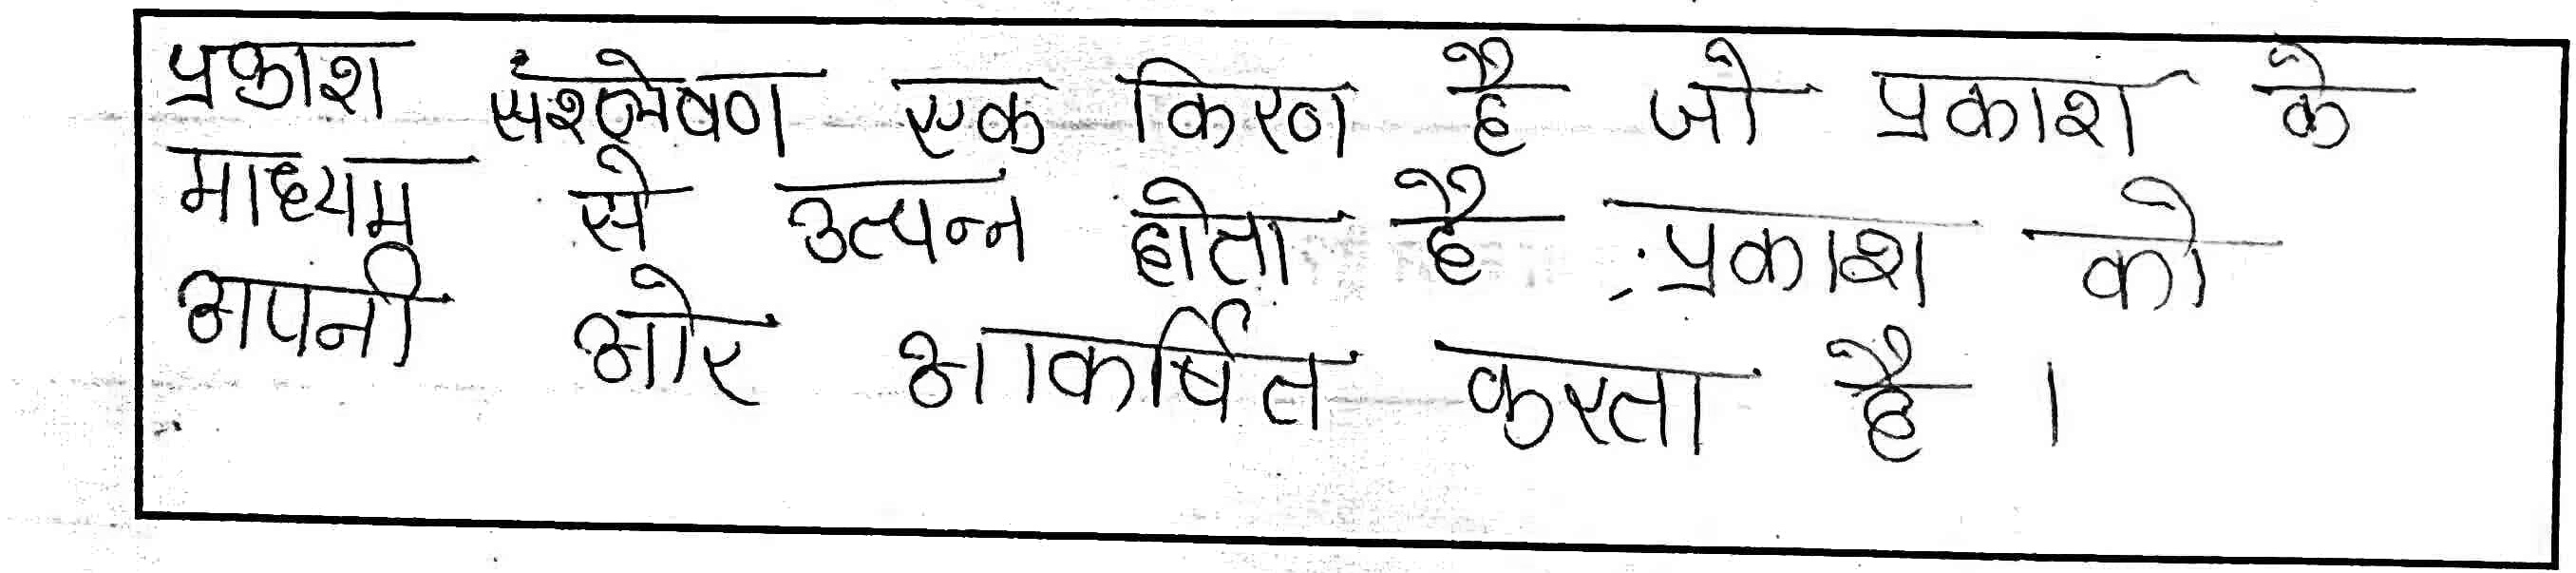 प्रकाश संश्लेषण एक किरण है जो प्रकाश के
माध्यम से उत्पन्न होता है प्रकाश को
अपनी ओर आकर्षित करता है ।